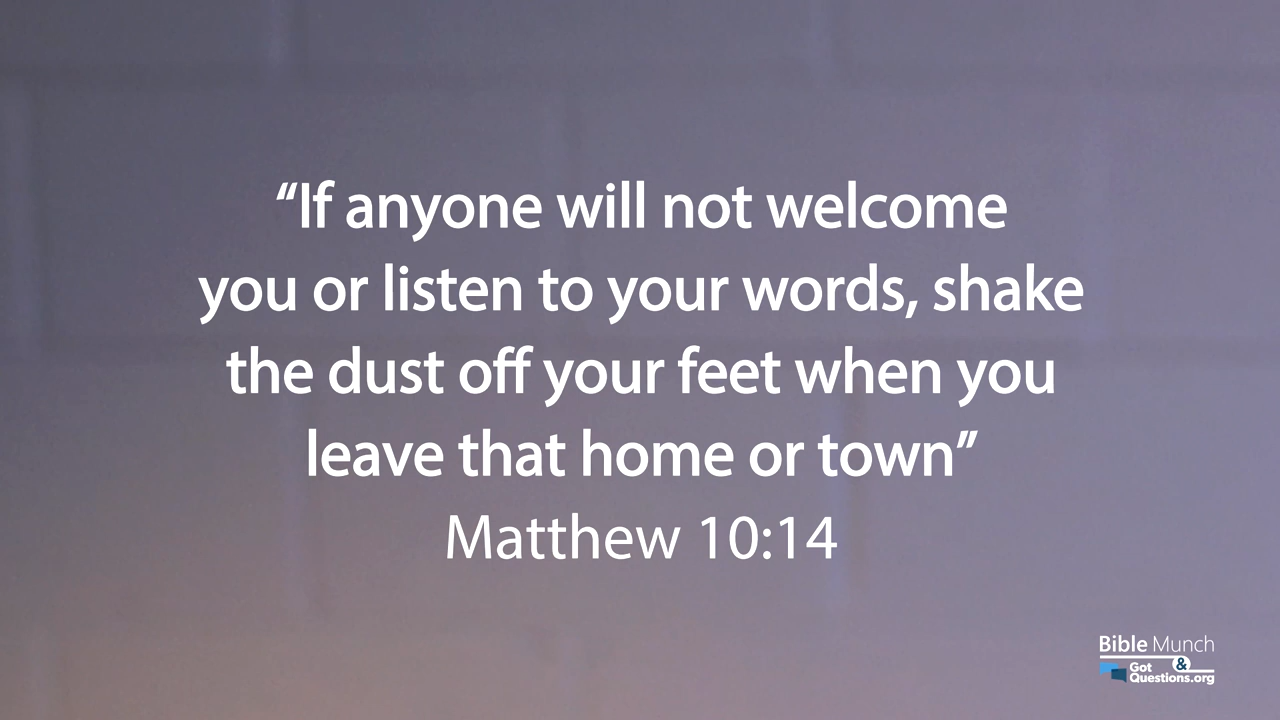 “If anyone will not welcome
you or listen to your words, shake
the dust off your feet when you
leave that home or town”
Matthew 10:14
Bible Munch
&
Got
Questions.org